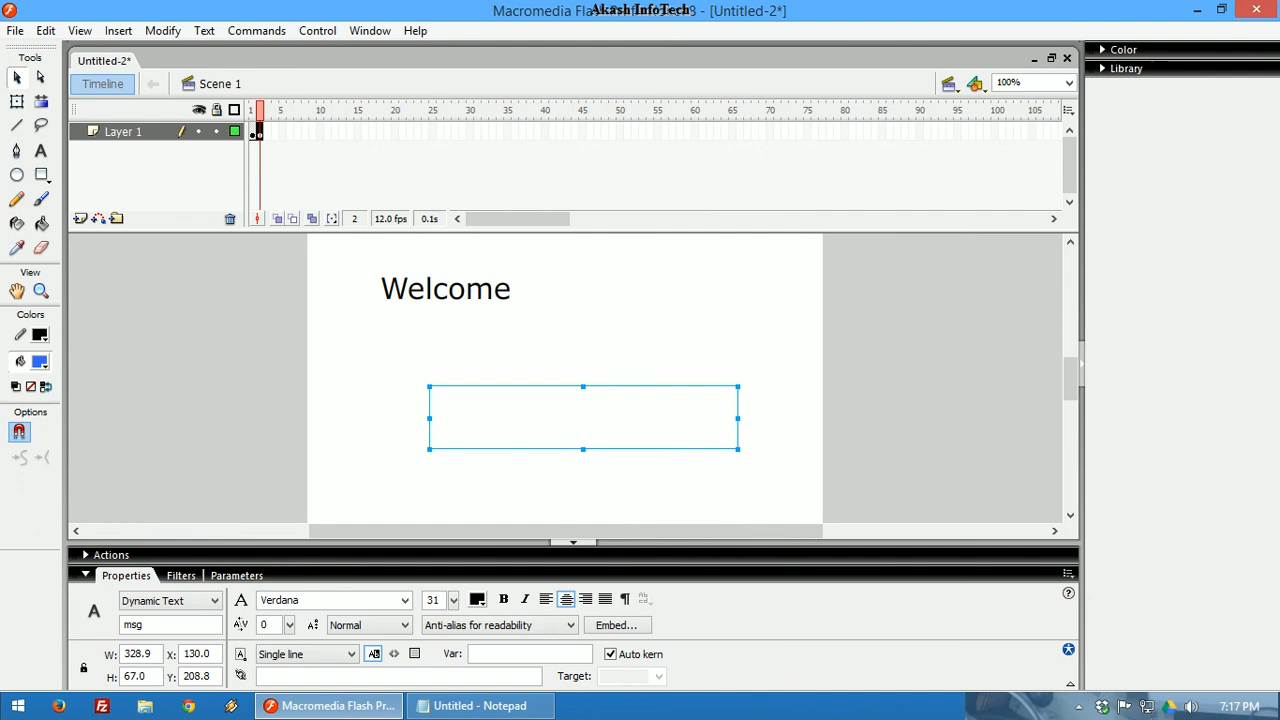 Macromedia Fla
Akash InfoTech
8 - [Untitled-2*]
File Edit View Insert Modify Text Commands Control Window Help
Tools
Untitled-2*
Color
Library
Timeline
Scene 1
100%
1 5 10 15 20 25 30 35 40 45 50 55 60 65 70 75 80 85 90 95 100 105
Layer 1
2 12.0 fps 0.1s
View
Colors
Options
Welcome
Actions
Properties Filters Parameters
A
Dynamic Text
A
Verdana
31
B I
msg
0
Normal
Anti-alias for readability
Embed...
W: 328.9 X: 130.0
Single line
Var:
Auto kern
H: 67.0 Y: 208.8
Target:
Macromedia Flash Pr...
Untitled - Notepad
7:17 PM